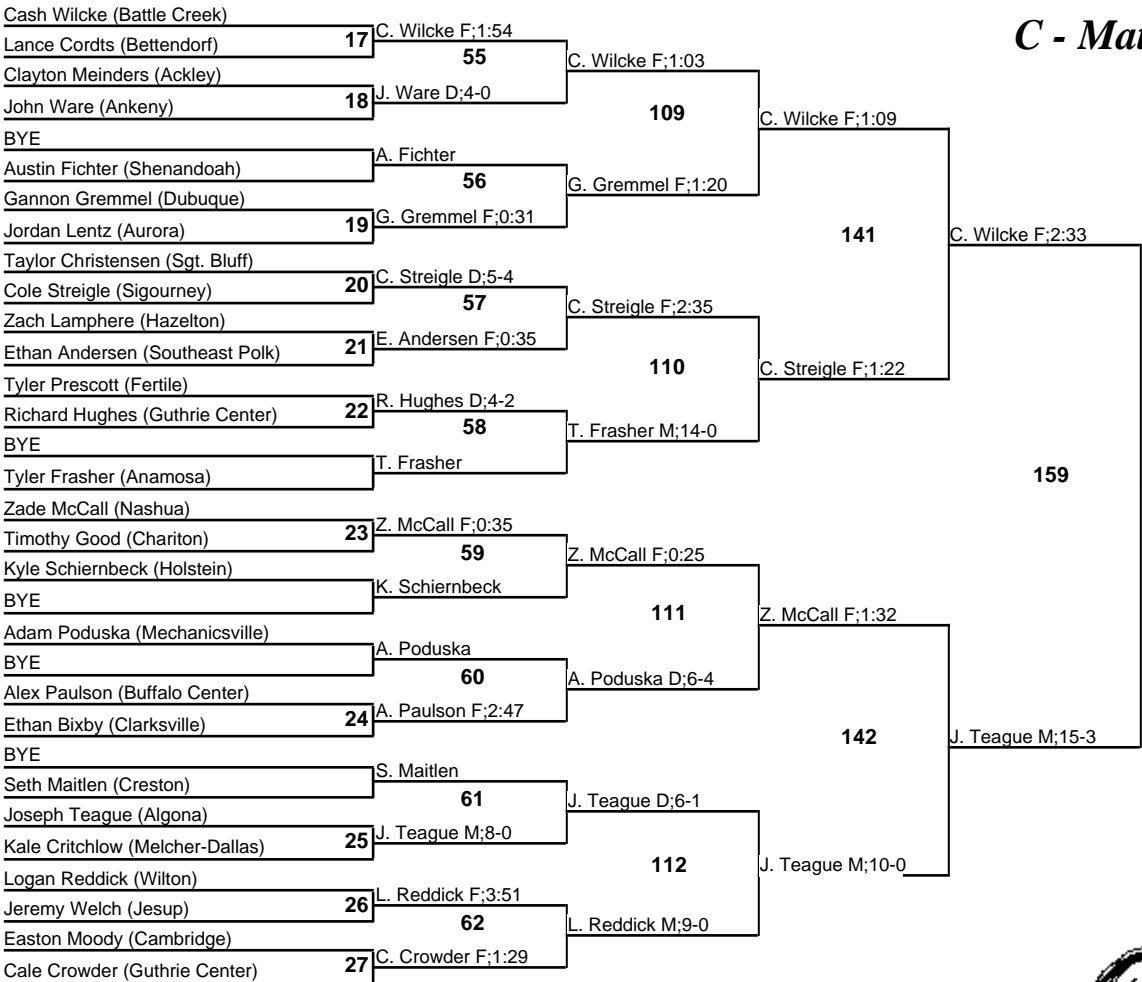 C - Mat
Cash Wilcke (Battle Creek)
Lance Cordts (Bettendorf)
Clayton Meinders (Ackley)
John Ware (Ankeny)
BYE
Austin Fichter (Shenandoah)
Gannon Gremmel (Dubuque)
Jordan Lentz (Aurora)
Taylor Christensen (Sgt. Bluff)
Cole Streigle (Sigourney)
Zach Lamphere (Hazelton)
Ethan Andersen (Southeast Polk)
Tyler Prescott (Fertile)
Richard Hughes (Guthrie Center)
BYE
Tyler Frasher (Anamosa)
Zade McCall (Nashua)
Timothy Good (Chariton)
Kyle Schiernbeck (Holstein)
BYE
Adam Poduska (Mechanicsville)
BYE
Alex Paulson (Buffalo Center)
Ethan Bixby (Clarksville)
BYE
Seth Maitlen (Creston)
Joseph Teague (Algona)
Kale Critchlow (Melcher-Dallas)
Logan Reddick (Wilton)
Jeremy Welch (Jesup)
Easton Moody (Cambridge)
Cale Crowder (Guthrie Center)
17
18
19
20
21
22
23
24
25
26
27
C. Wilcke F;1:54
J. Ware D;4-0
A. Fichter
G. Gremmel F;0:31
C. Streigle D;5-4
E. Andersen F;0:35
R. Hughes D;4-2
T. Frasher
Z. McCall F;0:35
K. Schiernbeck
A. Poduska
A. Paulson F;2:47
S. Maitlen
J. Teague M;8-0
L. Reddick F;3:51
C. Crowder F;1:29
55
56
57
58
59
60
61
62
C. Wilcke F;1:03
G. Gremmel F;1:20
C. Streigle F;2:35
T. Frasher M;14-0
Z. McCall F;0:25
A. Poduska D;6-4
J. Teague D;6-1
L. Reddick M;9-0
109
110
111
112
C. Wilcke F;1:09
C. Streigle F;1:22
Z. McCall F;1:32
J. Teague M;10-0
141
142
C. Wilcke F;2:33
J. Teague M;15-3
159